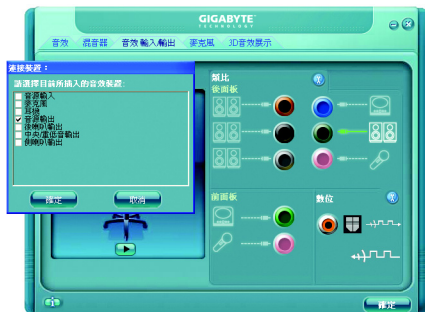 GIGABYTE
TECHNOLOGY
音效 混音器 音效輸入/輸出 麥克風 3D音效展示
連接裝置：
請選擇目前所插入的音效裝置：
音源輸入
麥克風
耳機
音源輸出
後喇叭輸出
中央/重低音輸出
側喇叭輸出
確定 取消
類比
後面板
前面板
數位
確定